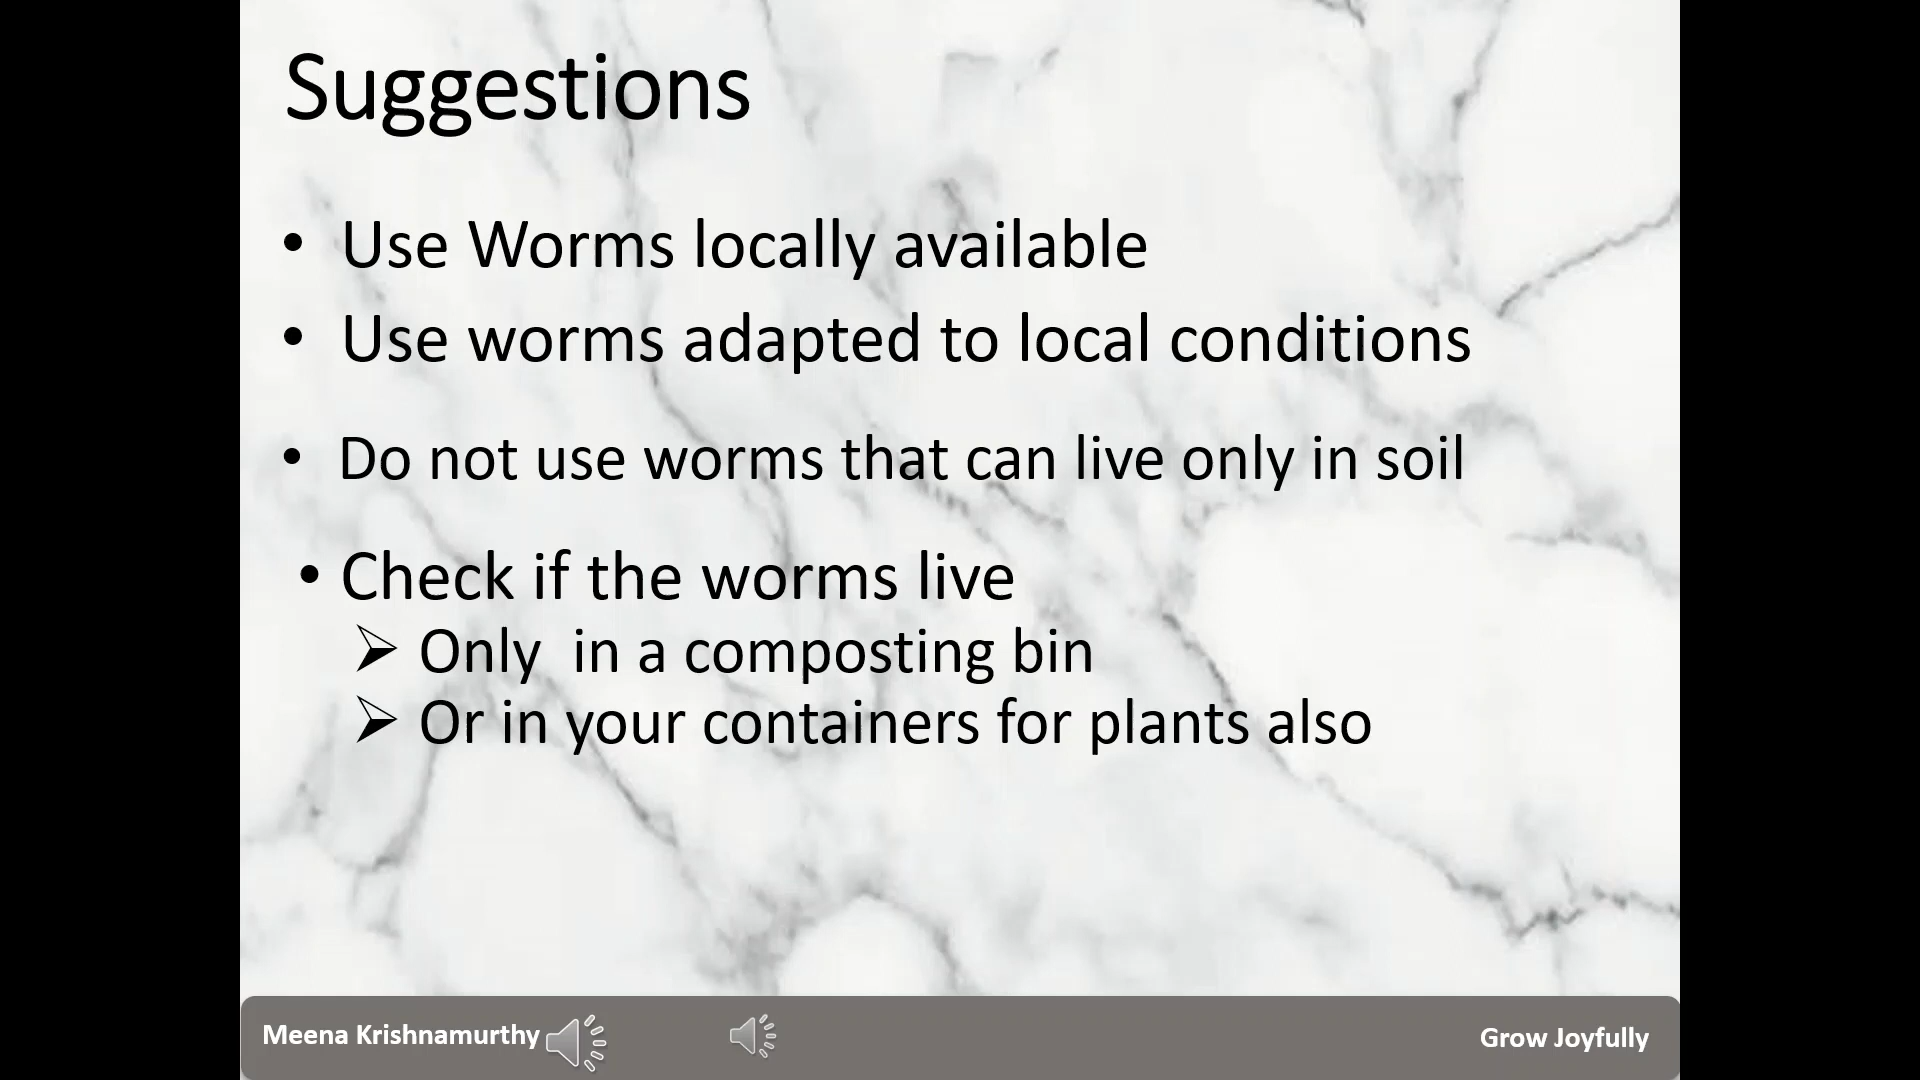 Suggestions
• Use Worms locally available
• Use worms adapted to local conditions
• Do not use worms that can live only in soil
• Check if the worms live
➢ Only in a composting bin
➢ Or in your containers for plants also
Meena Krishnamurthy
Grow Joyfully